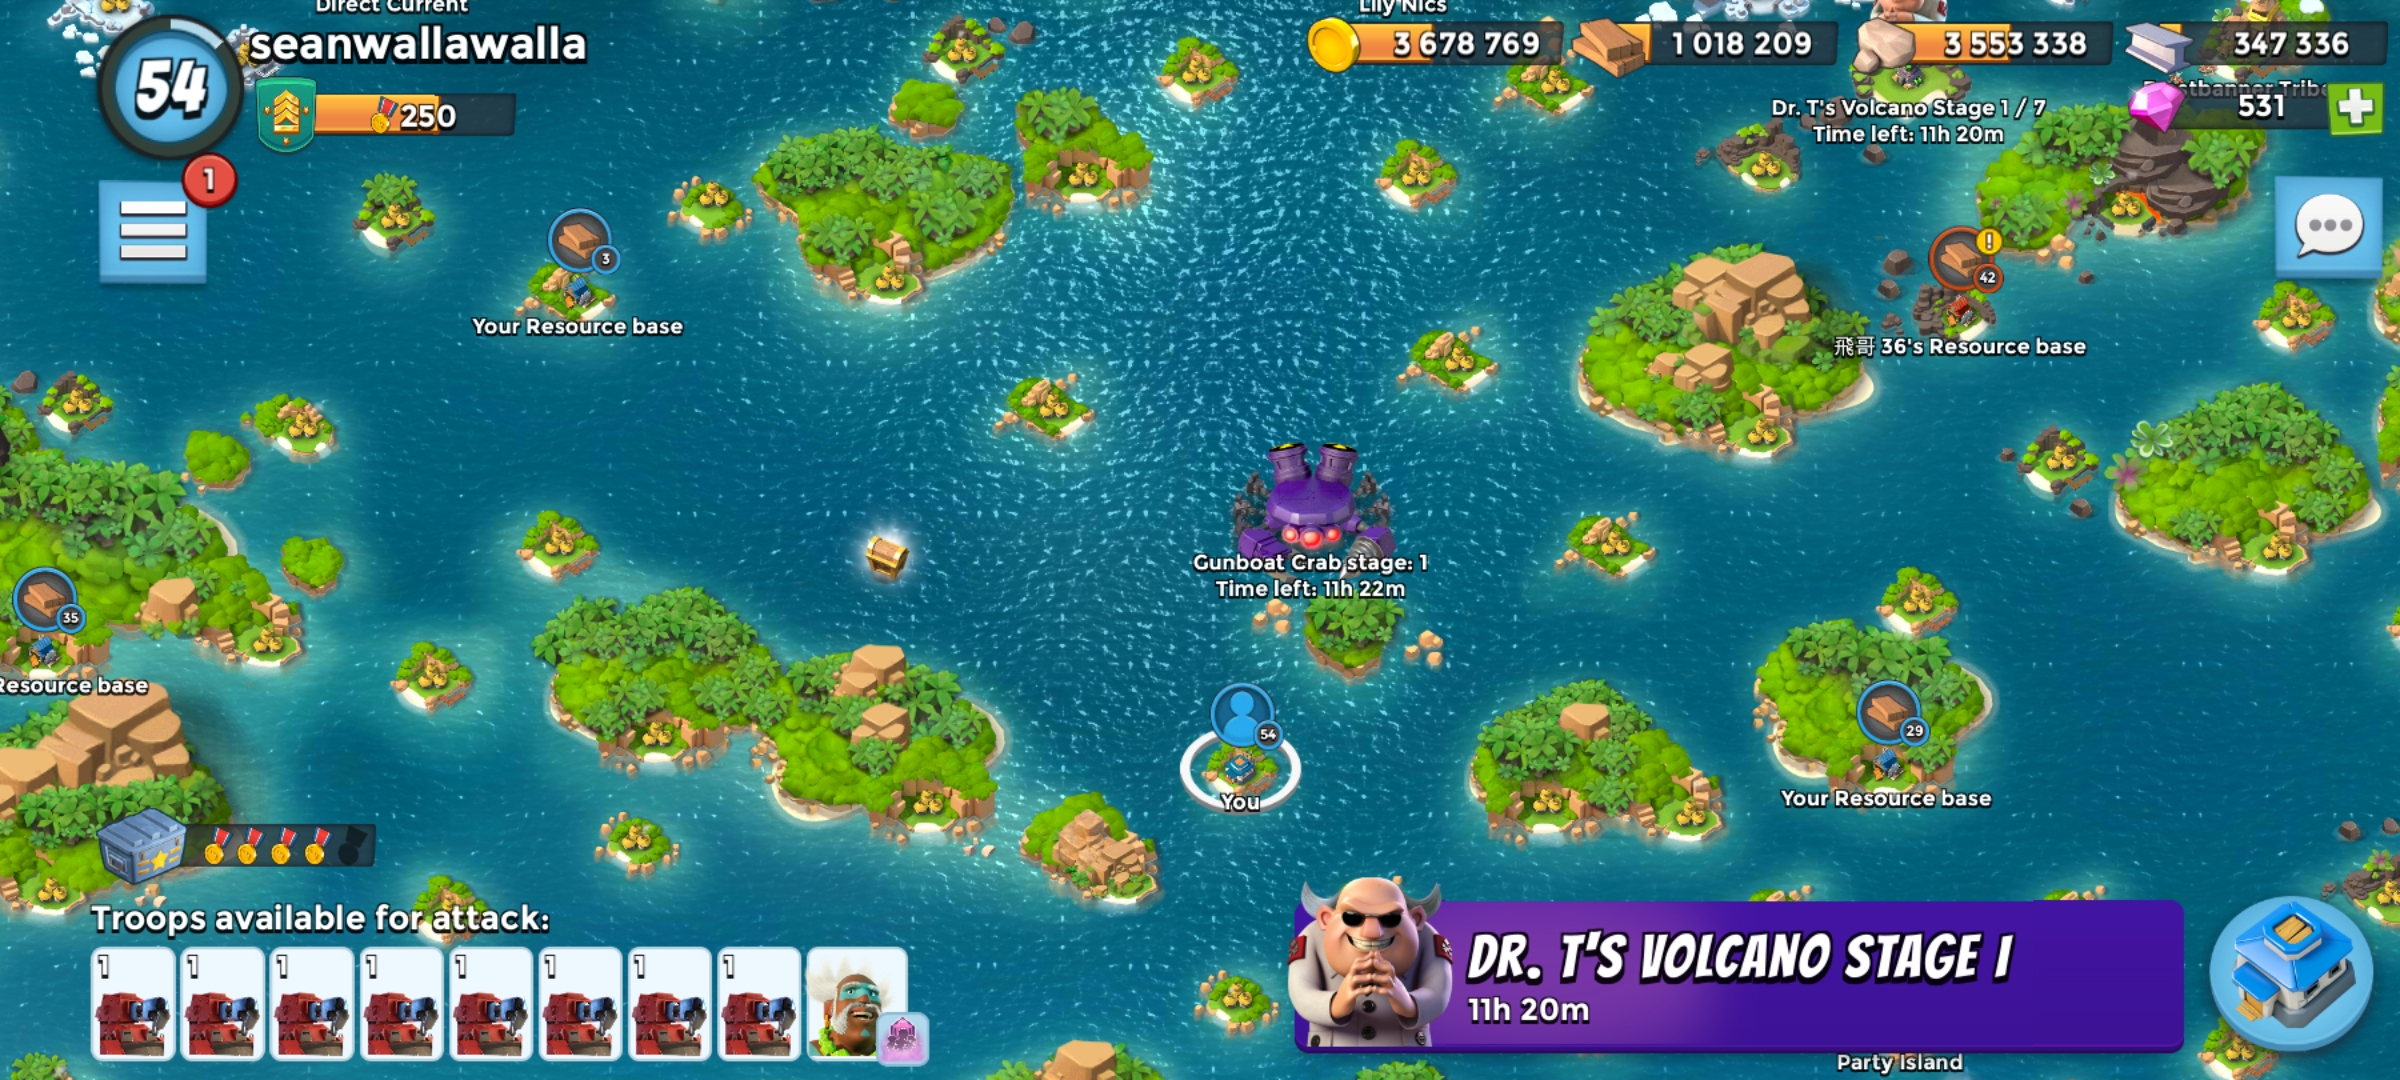 Direct Current
Lily Nics
54
seanwallawalla
250
3 678 769
1 018 209
3 553 338
347 336
531
Dr. T's Volcano Stage 1 / 7
Time left: 11h 20m
1
3
Your Resource base
42
飛哥 36's Resource base
Gunboat Crab stage: 1
Time left: 11h 22m
35
Resource base
54
You
29
Your Resource base
Troops available for attack:
1
1
1
1
1
1
1
1
DR. T'S VOLCANO STAGE 1
11h 20m
Party Island